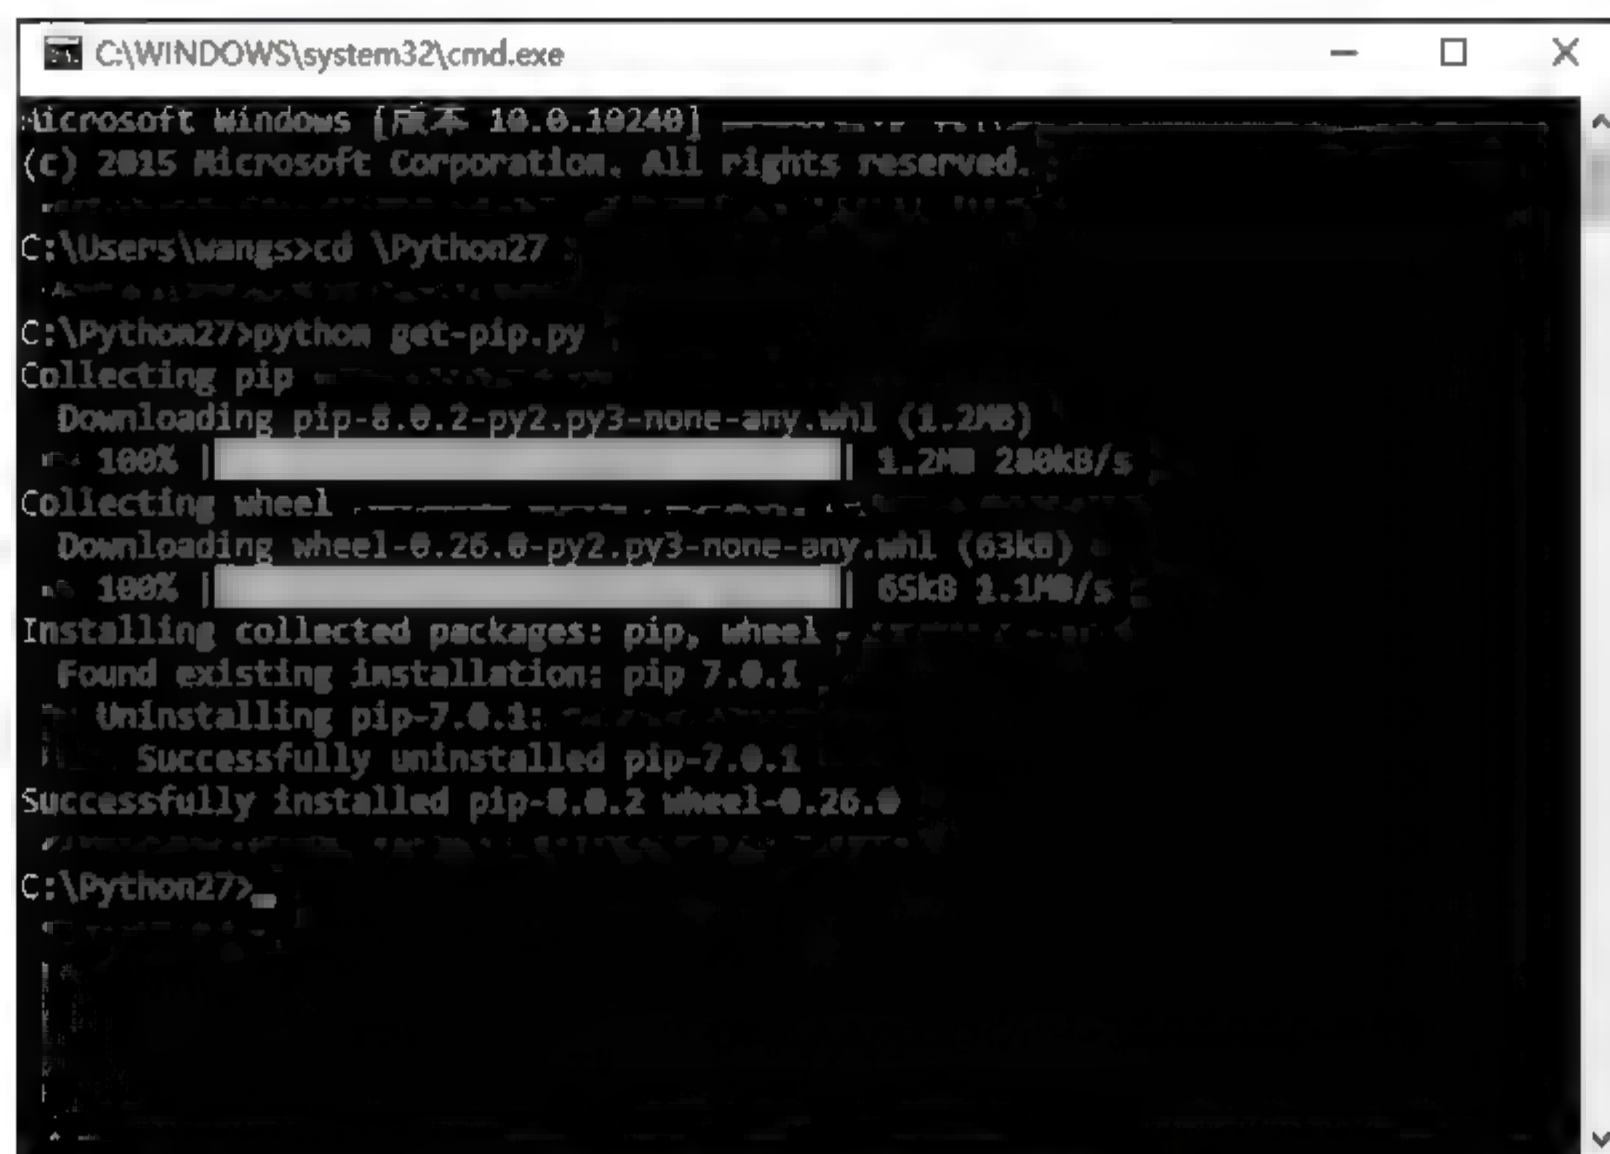 C:\WINDOWS\system32\cmd.exe
Microsoft Windows [版本 10.0.10240]
(c) 2015 Microsoft Corporation. All rights reserved.
C:\Users\wangs>cd \Python27
C:\Python27>python get-pip.py
Collecting pip
Downloading pip-8.0.2-py2.py3-none-any.whl (1.2MB)
100% | | 1.2MB 280kB/s
Collecting wheel
Downloading wheel-0.26.0-py2.py3-none-any.whl (63kB)
100% | | 65kB 1.1MB/s
Installing collected packages: pip, wheel
Found existing installation: pip 7.0.1
Uninstalling pip-7.0.1:
Successfully uninstalled pip-7.0.1
Successfully installed pip-8.0.2 wheel-0.26.0
C:\Python27>_